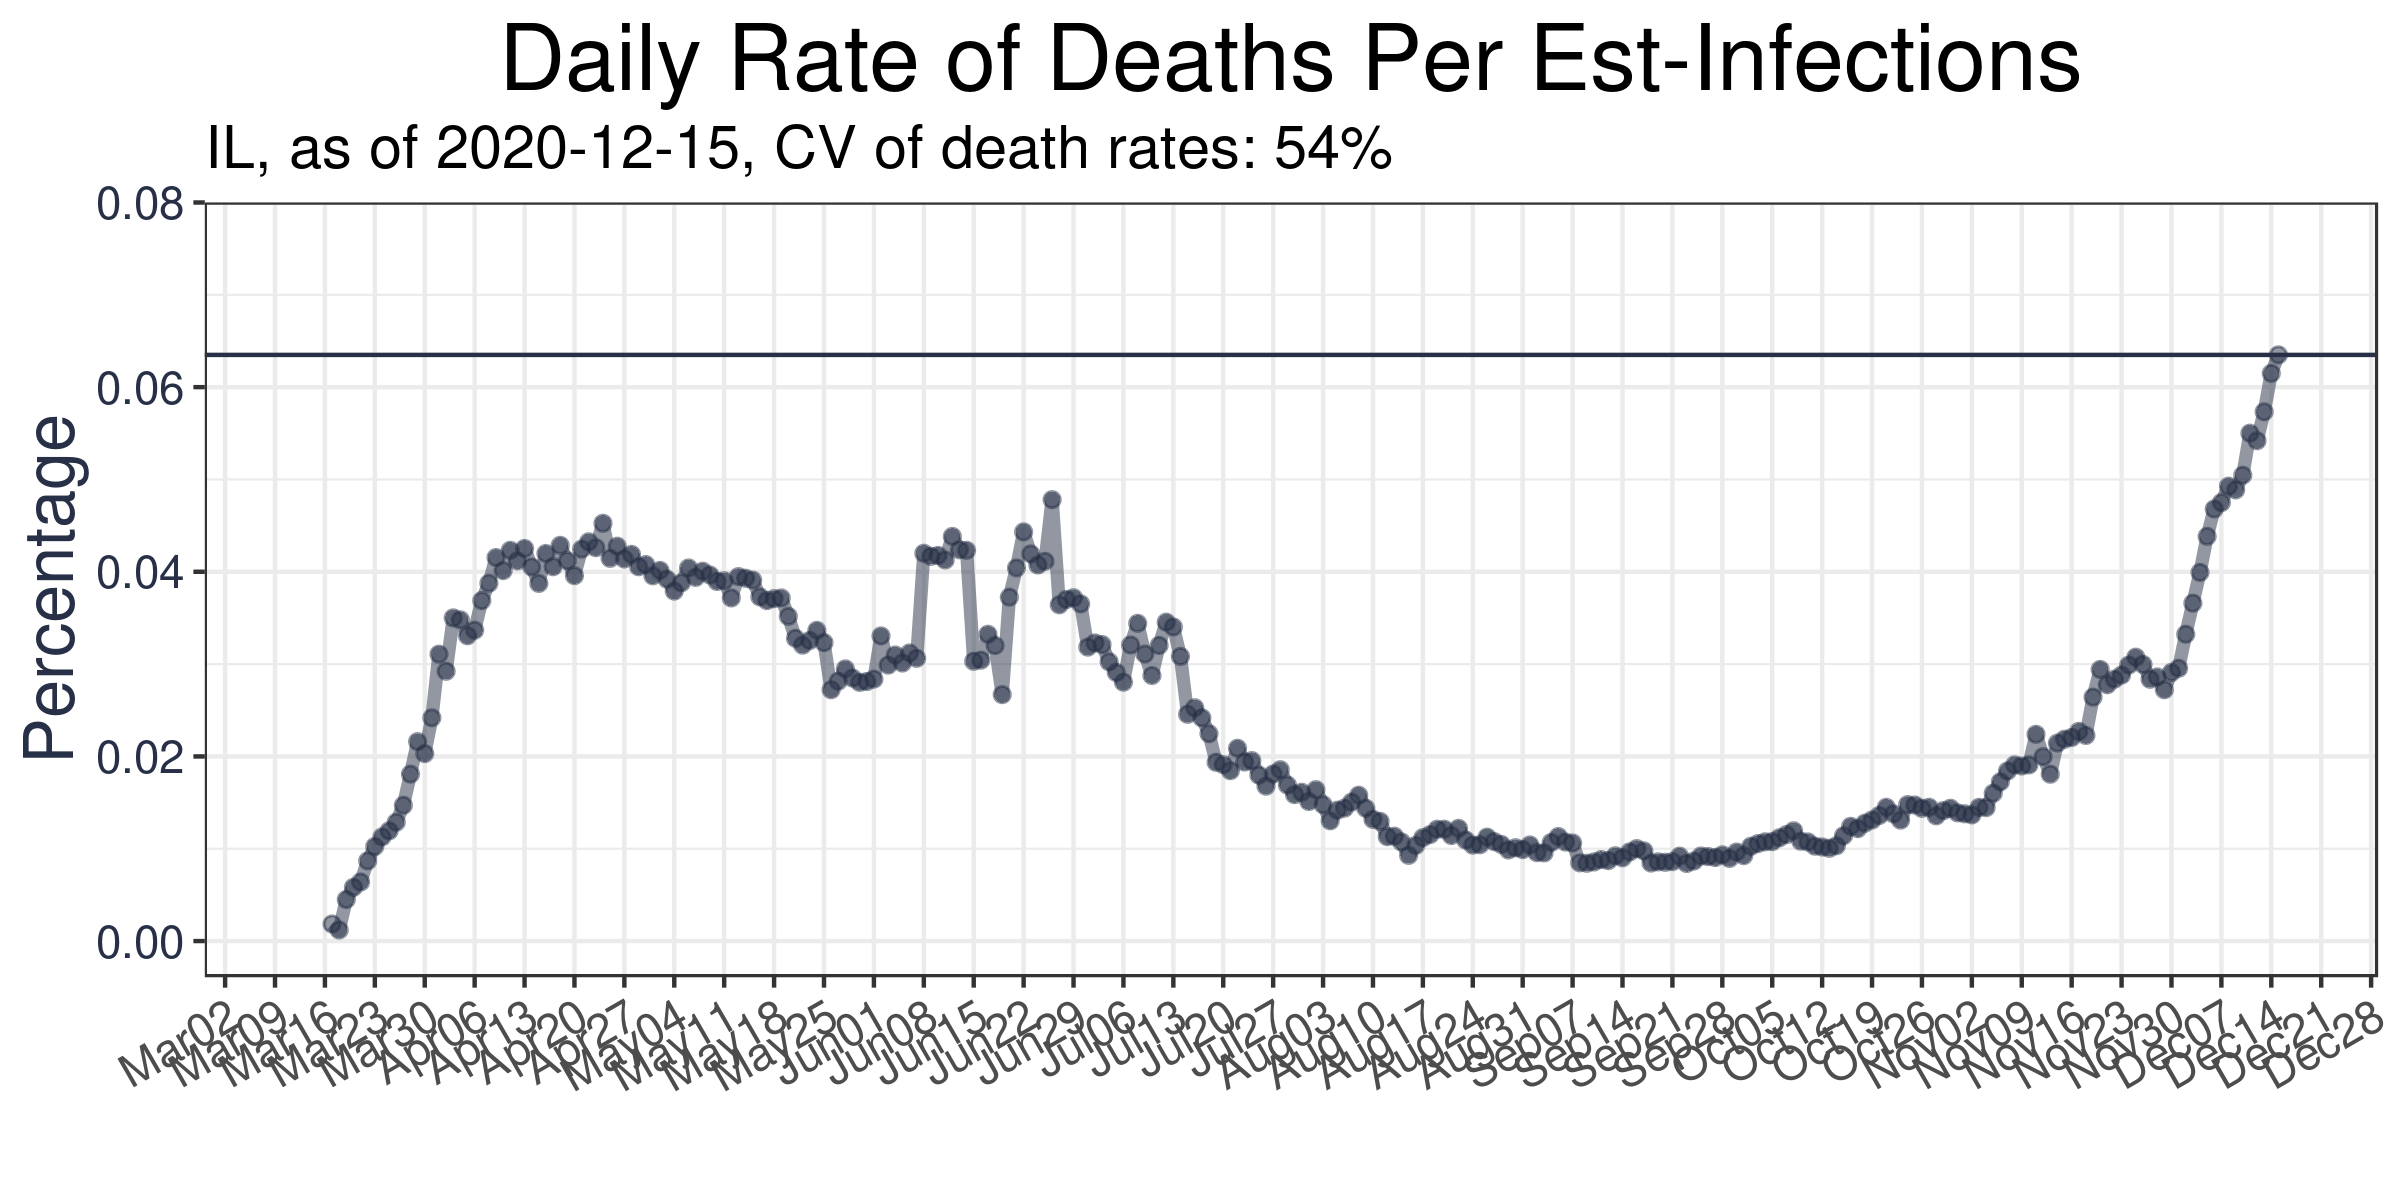 Daily Rate of Deaths Per Est-Infections
IL, as of 2020-12-15, CV of death rates: 54%
Percentage
0.08
0.06
0.04
0.02
0.00
Mar02
Mar09
Mar16
Mar23
Mar30
Apr06
Apr13
Apr20
Apr27
May04
May11
May18
May25
Jun01
Jun08
Jun15
Jun22
Jun29
Jul06
Jul13
Jul20
Jul27
Aug03
Aug10
Aug17
Aug24
Aug31
Sep07
Sep14
Sep21
Sep28
Oct05
Oct12
Oct19
Oct26
Nov02
Nov09
Nov16
Nov23
Nov30
Dec07
Dec14
Dec21
Dec28